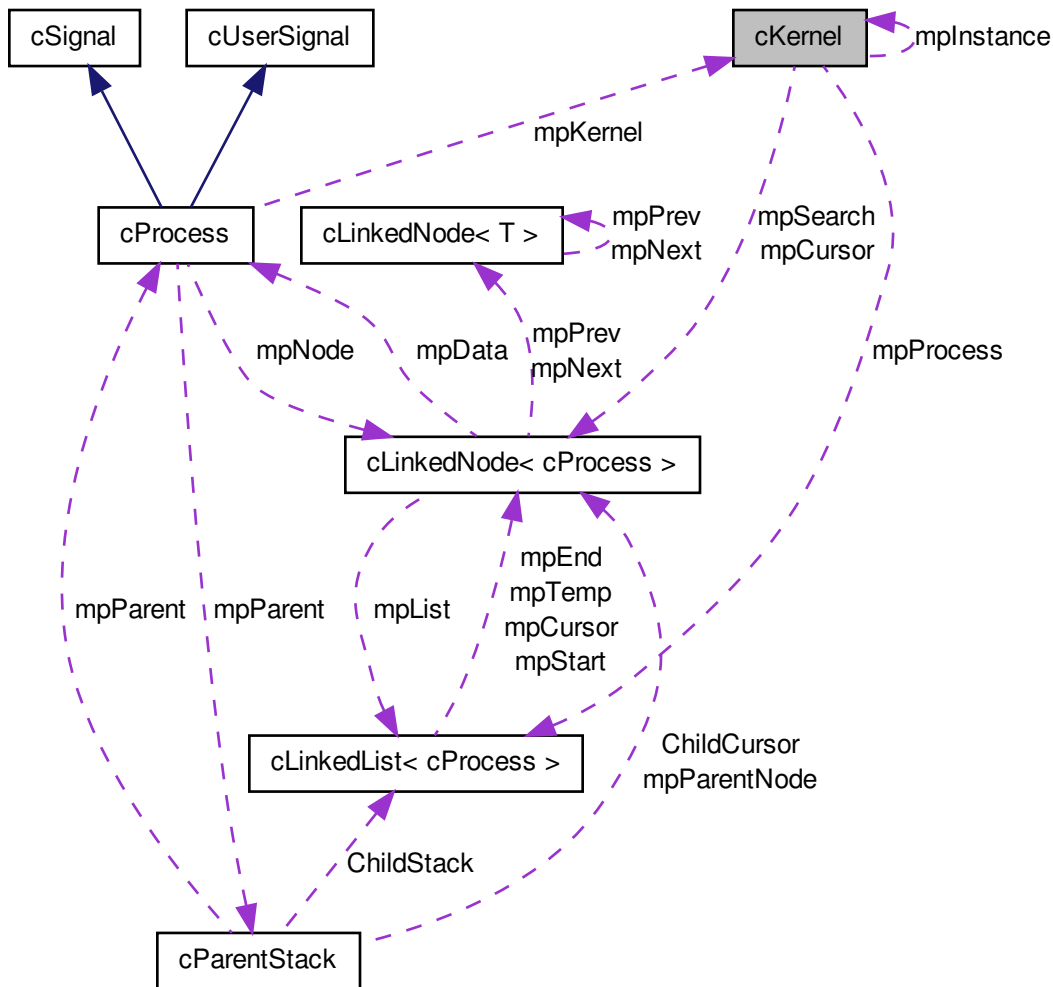 cSignal
cUserSignal
cKernel
mpInstance
mpKernel
cProcess
cLinkedNode< T >
mpPrev
mpNext
mpSearch
mpCursor
mpNode
mpData
mpPrev
mpNext
mpProcess
cLinkedNode< cProcess >
mpParent
mpParent
mpList
mpEnd
mpTemp
mpCursor
mpStart
cLinkedList< cProcess >
ChildCursor
mpParentNode
ChildStack
cParentStack